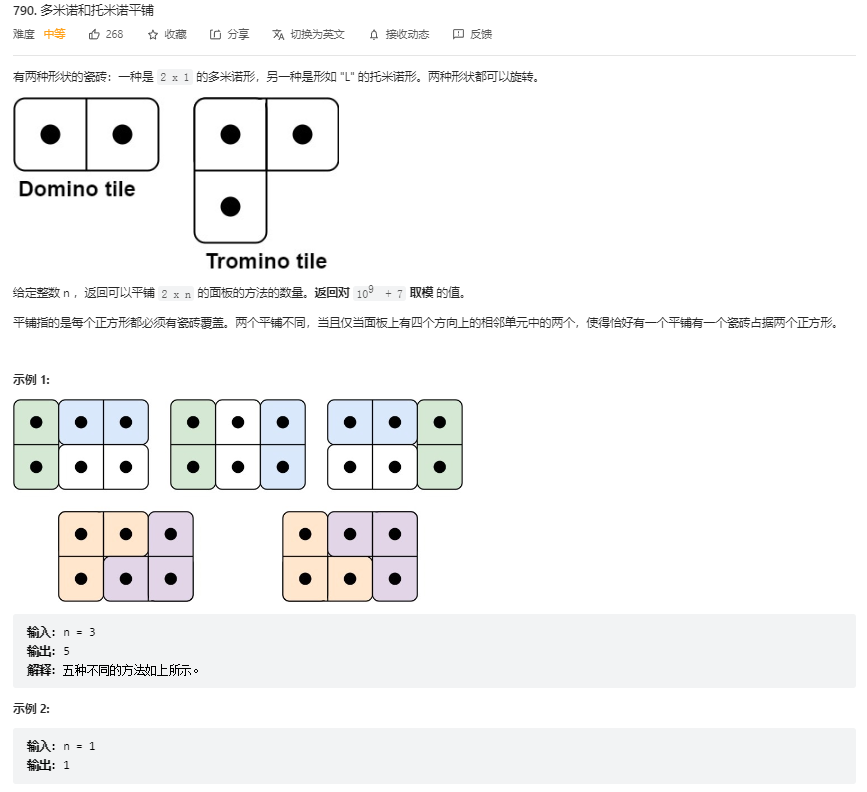 790. 多米诺和托米诺平铺
难度 中等 268 收藏 分享 切换为英文 接收动态 反馈
有两种形状的瓷砖：一种是 2 x 1 的多米诺形，另一种是形如 "L" 的托米诺形。两种形状都可以旋转。
Domino tile
Tromino tile
给定整数 n ，返回可以平铺 2 x n 的面板的方法的数量。返回对 10^9 + 7 取模 的值。
平铺指的是每个正方形都必须有瓷砖覆盖。两个平铺不同，当且仅当面板上有四个方向上的相邻单元中的两个，使得恰好有一个平铺有一个瓷砖占据两个正方形。
示例 1:
输入: n = 3
输出: 5
解释: 五种不同的方法如上所示。
示例 2:
输入: n = 1
输出: 1